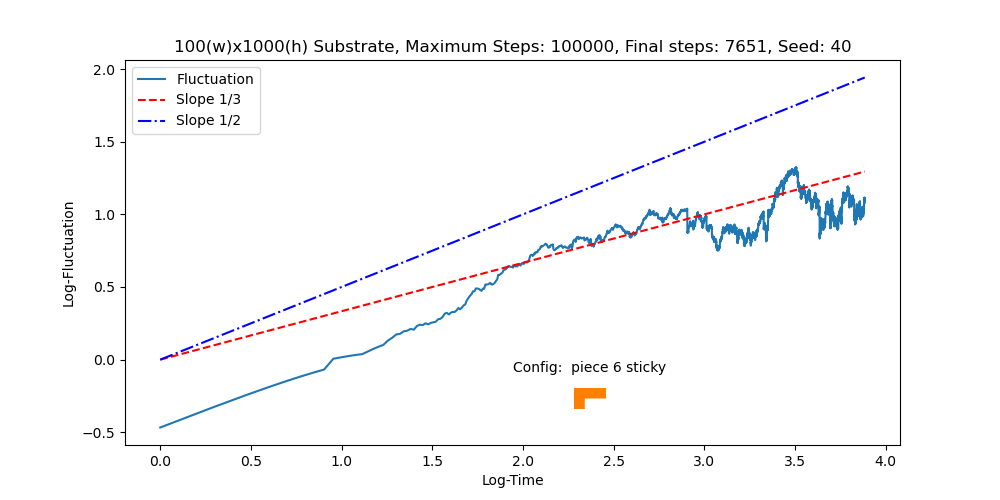 100(w)x1000(h) Substrate, Maximum Steps: 100000, Final steps: 7651, Seed: 40
Fluctuation
Slope 1/3
Slope 1/2
2.0
1.5
1.0
0.5
0.0
−0.5
Log-Fluctuation
Config:  piece 6 sticky
0.0 0.5 1.0 1.5 2.0 2.5 3.0 3.5 4.0
Log-Time